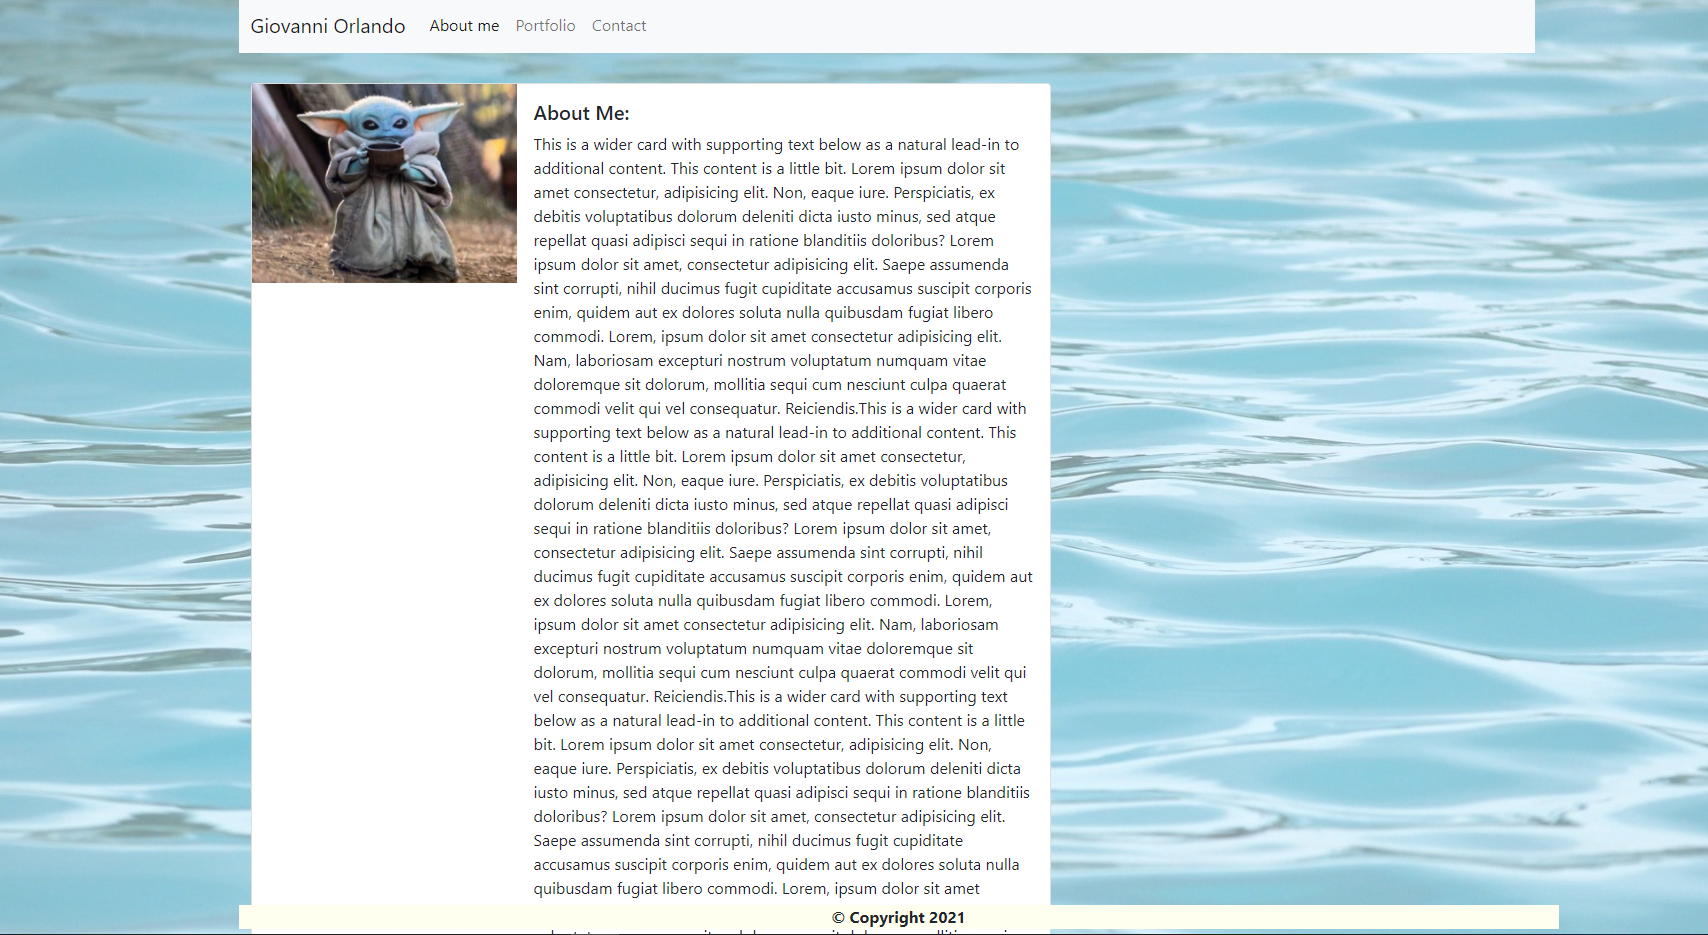 Giovanni Orlando About me Portfolio Contact
About Me:
This is a wider card with supporting text below as a natural lead-in to
additional content. This content is a little bit. Lorem ipsum dolor sit
amet consectetur, adipisicing elit. Non, eaque iure. Perspiciatis, ex
debitis voluptatibus dolorum deleniti dicta iusto minus, sed atque
repellat quasi adipisci sequi in ratione blanditiis doloribus? Lorem
ipsum dolor sit amet, consectetur adipisicing elit. Saepe assumenda
sint corrupti, nihil ducimus fugit cupiditate accusamus suscipit corporis
enim, quidem aut ex dolores soluta nulla quibusdam fugiat libero
commodi. Lorem, ipsum dolor sit amet consectetur adipisicing elit.
Nam, laboriosam excepturi nostrum voluptatum numquam vitae
doloremque sit dolorum, mollitia sequi cum nesciunt culpa quaerat
commodi velit qui vel consequatur. Reiciendis.This is a wider card with
supporting text below as a natural lead-in to additional content. This
content is a little bit. Lorem ipsum dolor sit amet consectetur,
adipisicing elit. Non, eaque iure. Perspiciatis, ex debitis voluptatibus
dolorum deleniti dicta iusto minus, sed atque repellat quasi adipisci
sequi in ratione blanditiis doloribus? Lorem ipsum dolor sit amet,
consectetur adipisicing elit. Saepe assumenda sint corrupti, nihil
ducimus fugit cupiditate accusamus suscipit corporis enim, quidem aut
ex dolores soluta nulla quibusdam fugiat libero commodi. Lorem,
ipsum dolor sit amet consectetur adipisicing elit. Nam, laboriosam
excepturi nostrum voluptatum numquam vitae doloremque sit
dolorum, mollitia sequi cum nesciunt culpa quaerat commodi velit qui
vel consequatur. Reiciendis.This is a wider card with supporting text
below as a natural lead-in to additional content. This content is a little
bit. Lorem ipsum dolor sit amet consectetur, adipisicing elit. Non,
eaque iure. Perspiciatis, ex debitis voluptatibus dolorum deleniti dicta
iusto minus, sed atque repellat quasi adipisci sequi in ratione blanditiis
doloribus? Lorem ipsum dolor sit amet, consectetur adipisicing elit.
Saepe assumenda sint corrupti, nihil ducimus fugit cupiditate
accusamus suscipit corporis enim, quidem aut ex dolores soluta nulla
quibusdam fugiat libero commodi. Lorem, ipsum dolor sit amet
© Copyright 2021